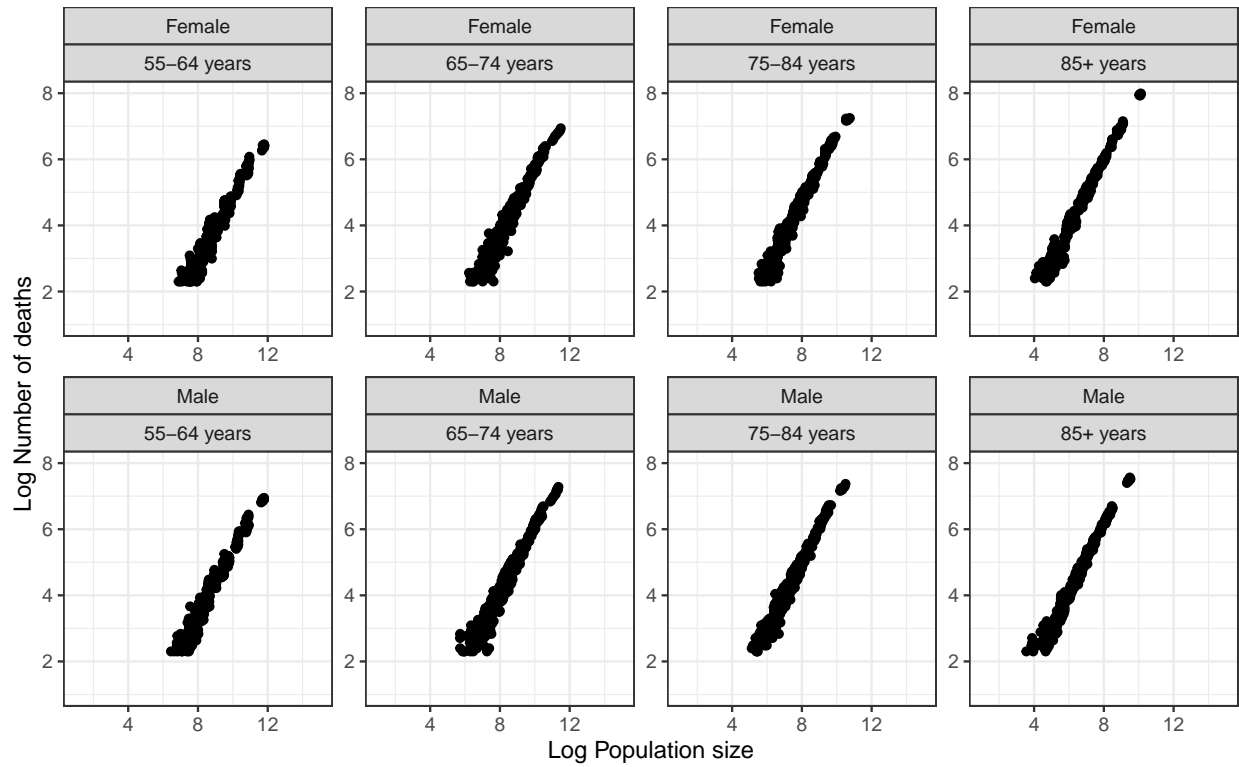 Female Female Female Female
55−64 years 65−74 years 75−84 years 85+ years
8 8 8 8
6 6 6 6
4 4 4 4
2 2 2 2
4 8 12 4 8 12 4 8 12 4 8 12
Log Number of deaths
Male Male Male Male
55−64 years 65−74 years 75−84 years 85+ years
8 8 8 8
6 6 6 6
4 4 4 4
2 2 2 2
4 8 12 4 8 12 4 8 12 4 8 12
Log Population size